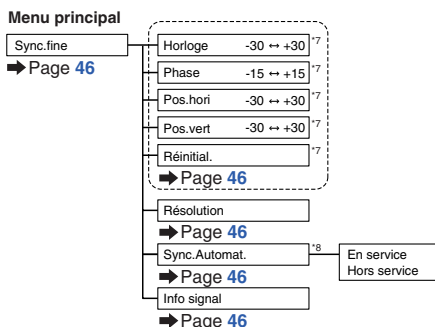 Menu principal
Sync.fine
➡ Page 46
Horloge -30 ↔ +30 *7
Phase -15 ↔ +15 *7
Pos.hori -30 ↔ +30 *7
Pos.vert -30 ↔ +30 *7
Réinitial. *7
➡ Page 46
Résolution
➡ Page 46
Sync.Automat. *8
En service
Hors service
➡ Page 46
Info signal
➡ Page 46